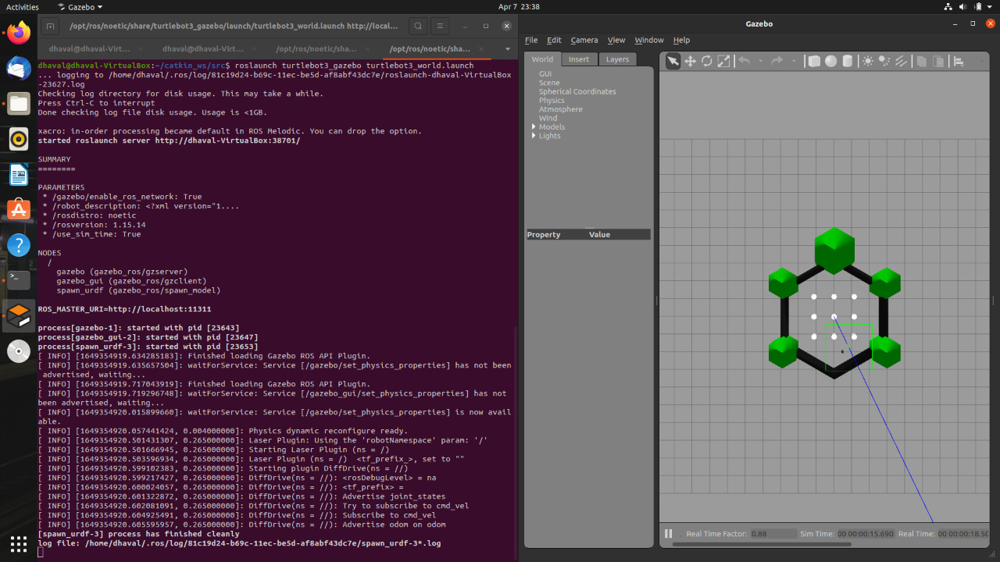 Activities
Gazebo
Apr 7 23:38
/opt/ros/noetic/share/turtlebot3_gazebo/launch/turtlebot3_world.launch http://local...
dhaval@dhaval-Virt...
dhaval@dhaval-Virt...
/opt/ros/noetic/sha...
/opt/ros/noetic/sha...
dhaval@dhaval-VirtualBox:~/catkin_ws/src$ roslaunch turtlebot3_gazebo turtlebot3_world.launch
... logging to /home/dhaval/.ros/log/81c19d24-b69c-11ec-be5d-af8abf43dc7e/roslaunch-dhaval-VirtualBox
-23627.log
Checking log directory for disk usage. This may take a while.
Press Ctrl-C to interrupt
Done checking log file disk usage. Usage is <1GB.
xacro: in-order processing became default in ROS Melodic. You can drop the option.
started roslaunch server http://dhaval-VirtualBox:38701/
SUMMARY
========
PARAMETERS
* /gazebo/enable_ros_network: True
* /robot_description: <?xml version="1....
* /rosdistro: noetic
* /rosversion: 1.15.14
* /use_sim_time: True
NODES
/
gazebo (gazebo_ros/gzserver)
gazebo_gui (gazebo_ros/gzclient)
spawn_urdf (gazebo_ros/spawn_model)
ROS_MASTER_URI=http://localhost:11311
process[gazebo-1]: started with pid [23643]
process[gazebo_gui-2]: started with pid [23647]
process[spawn_urdf-3]: started with pid [23653]
[ INFO] [1649354919.634285183]: Finished loading Gazebo ROS API Plugin.
[ INFO] [1649354919.635657504]: waitForService: Service [/gazebo/set_physics_properties] has not been
advertised, waiting...
[ INFO] [1649354919.717043919]: Finished loading Gazebo ROS API Plugin.
[ INFO] [1649354919.719296748]: waitForService: Service [/gazebo_gui/set_physics_properties] has not
been advertised, waiting...
[ INFO] [1649354920.015899660]: waitForService: Service [/gazebo/set_physics_properties] is now avail
able.
[ INFO] [1649354920.057441424, 0.004000000]: Physics dynamic reconfigure ready.
[ INFO] [1649354920.501431307, 0.265000000]: Laser Plugin: Using the 'robotNamespace' param: '/'
[ INFO] [1649354920.501666945, 0.265000000]: Starting Laser Plugin (ns = /)
[ INFO] [1649354920.503596934, 0.265000000]: Laser Plugin (ns = /)  <tf_prefix_>, set to ""
[ INFO] [1649354920.599102383, 0.265000000]: Starting plugin DiffDrive(ns = //)
[ INFO] [1649354920.599217427, 0.265000000]: DiffDrive(ns = //): <rosDebugLevel> = na
[ INFO] [1649354920.600024057, 0.265000000]: DiffDrive(ns = //): <tf_prefix> =
[ INFO] [1649354920.601322872, 0.265000000]: DiffDrive(ns = //): Advertise joint_states
[ INFO] [1649354920.602081091, 0.265000000]: DiffDrive(ns = //): Try to subscribe to cmd_vel
[ INFO] [1649354920.604925491, 0.265000000]: DiffDrive(ns = //): Subscribe to cmd_vel
[ INFO] [1649354920.605595957, 0.265000000]: DiffDrive(ns = //): Advertise odom on odom
[spawn_urdf-3] process has finished cleanly
log file: /home/dhaval/.ros/log/81c19d24-b69c-11ec-be5d-af8abf43dc7e/spawn_urdf-3*.log
Gazebo
File Edit Camera View Window Help
World Insert Layers
GUI
Scene
Spherical Coordinates
Physics
Atmosphere
Wind
Models
Lights
Property Value
Real Time Factor: 0.88 Sim Time: 00 00:00:15.690 Real Time: 00 00:00:18.50